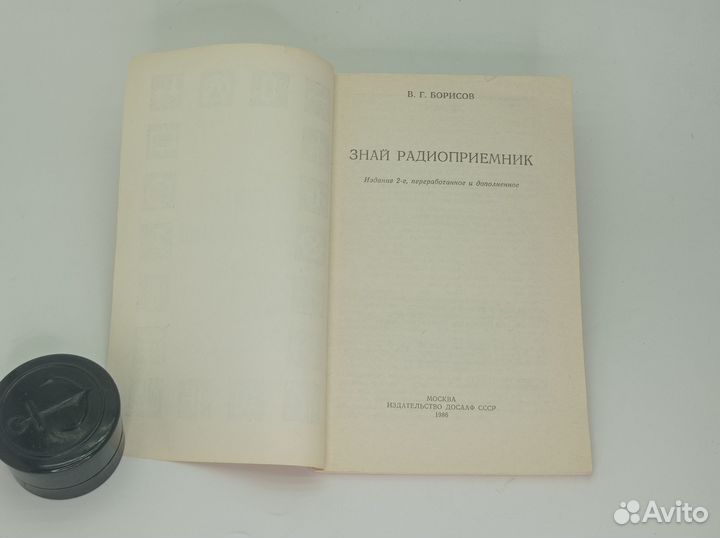 В. Г. БОРИСОВ
ЗНАЙ РАДИОПРИЕМНИК
Издание 2-е, переработанное и дополненное
МОСКВА
ИЗДАТЕЛЬСТВО ДОСААФ СССР
1986
Avito